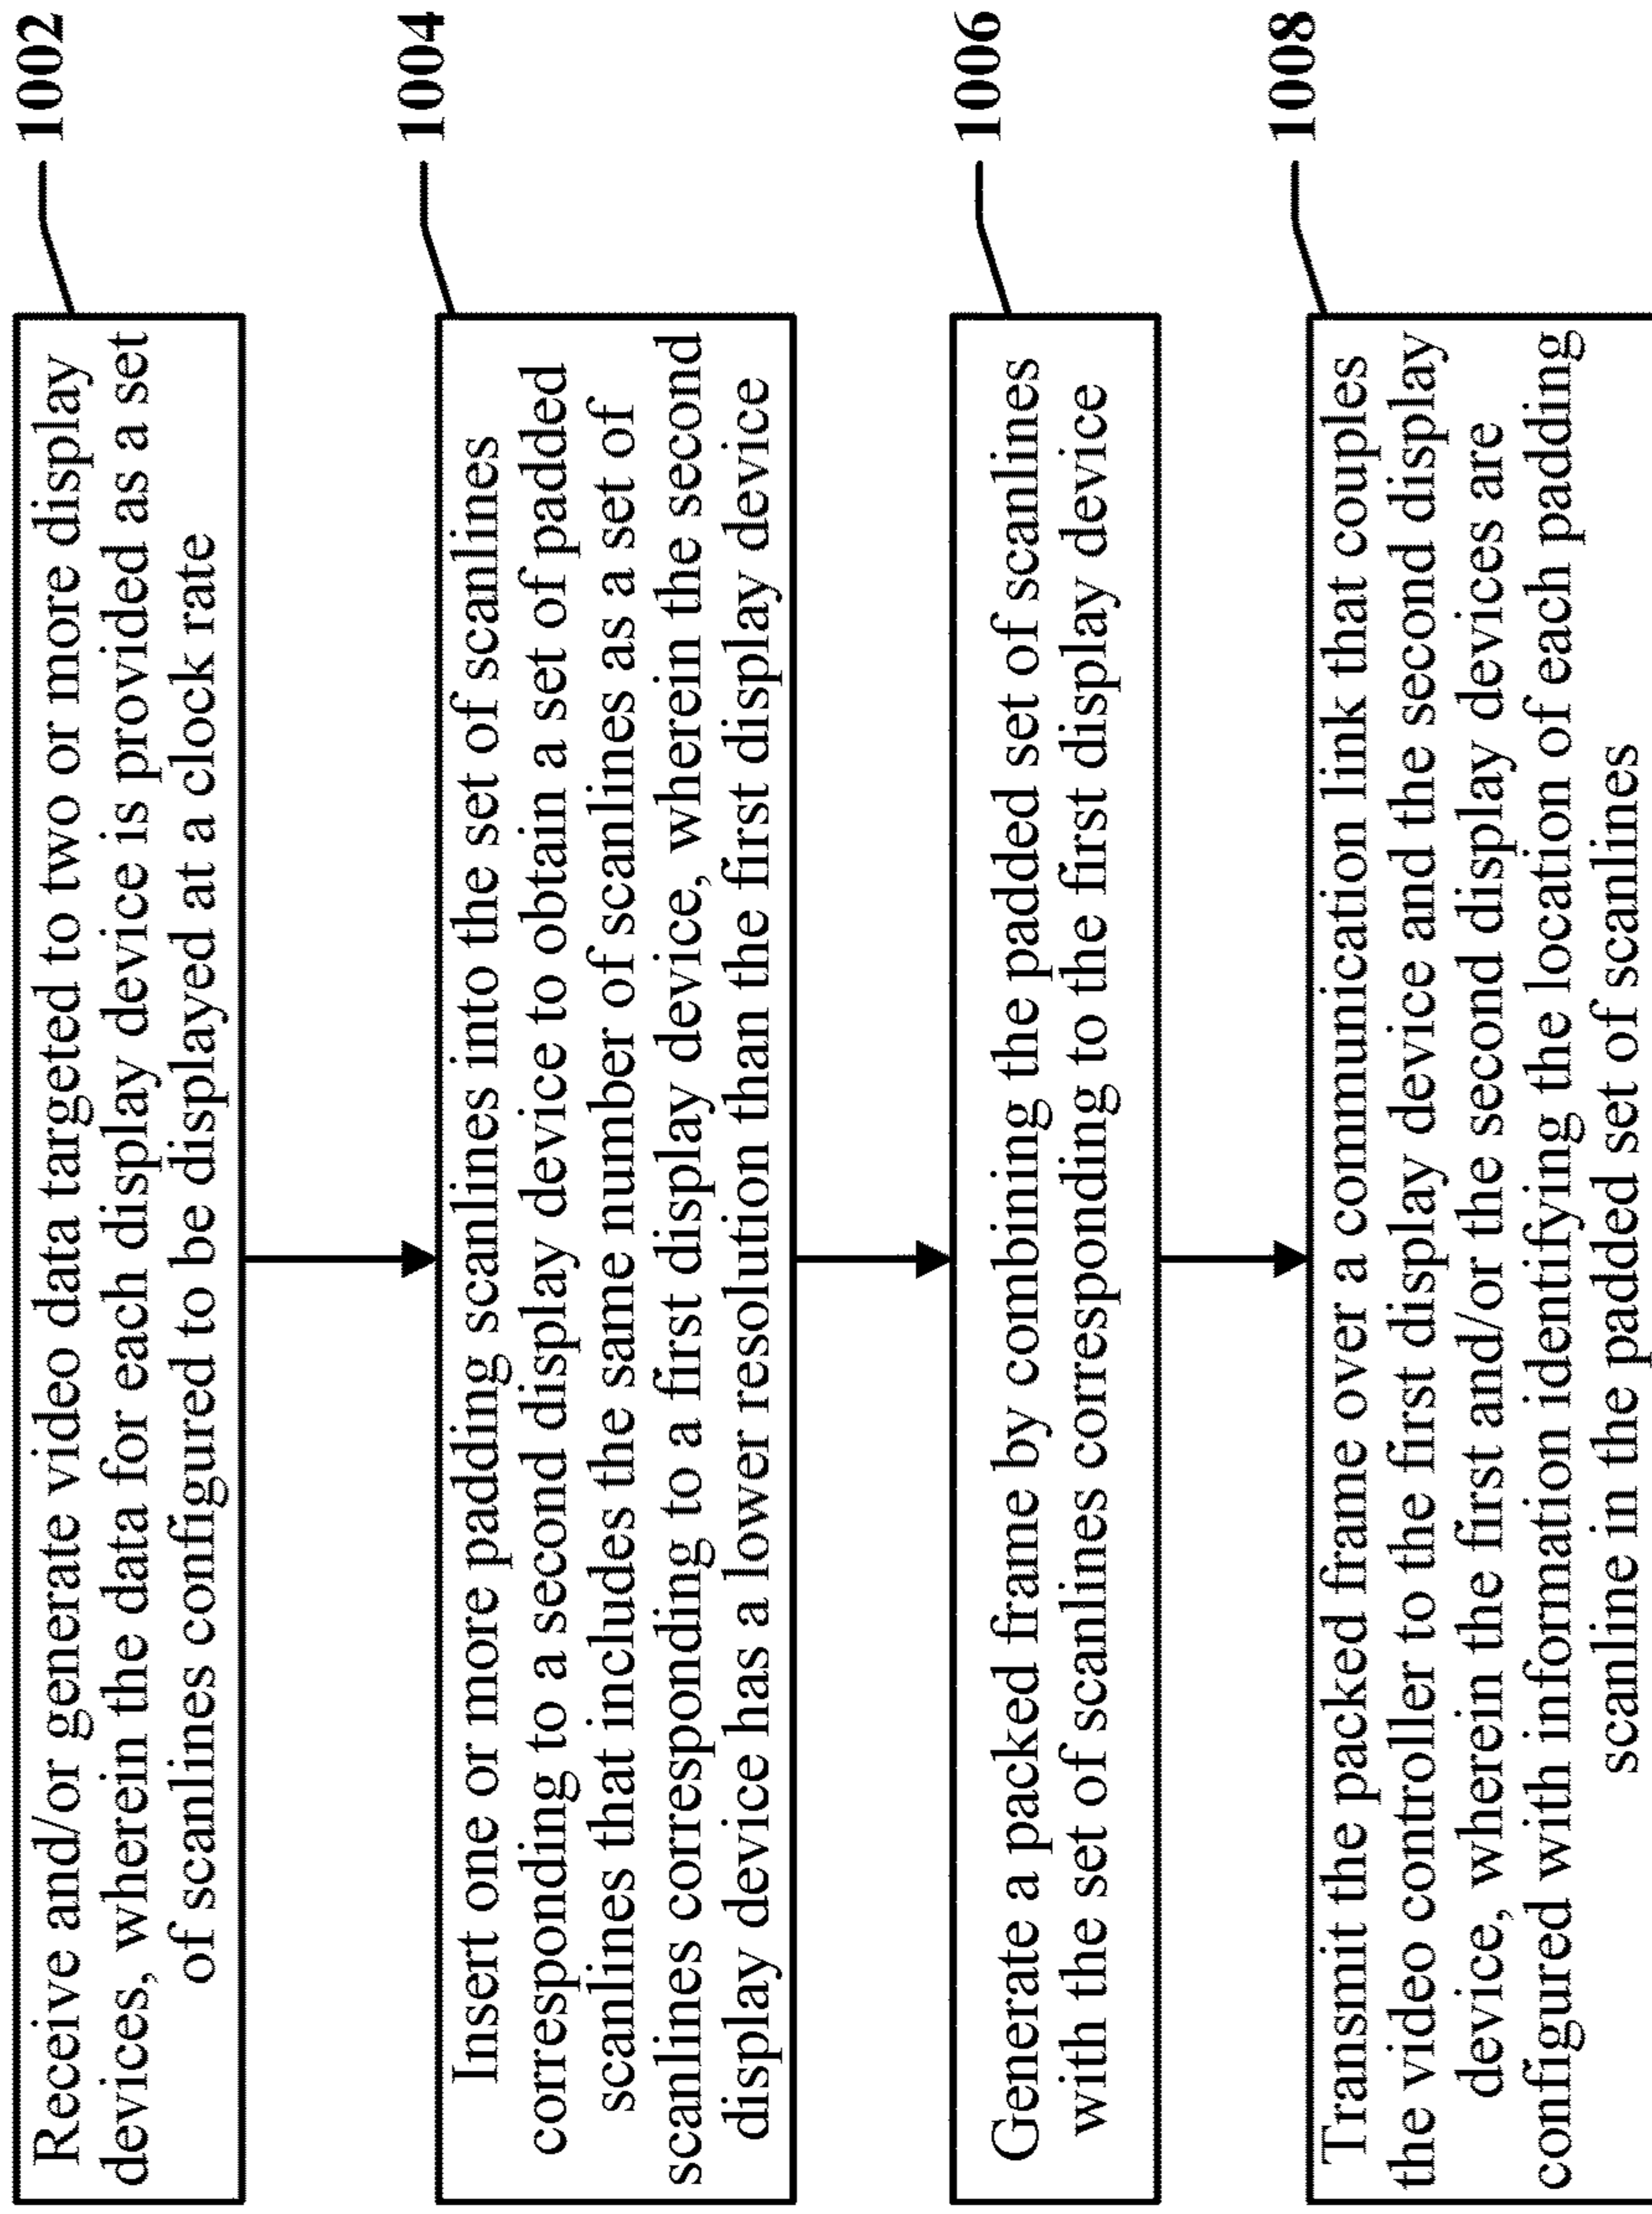 1002
Receive and/or generate video data targeted to two or more display
devices, wherein the data for each display device is provided as a set
of scanlines configured to be displayed at a clock rate
1004
Insert one or more padding scanlines into the set of scanlines
corresponding to a second display device to obtain a set of padded
scanlines that includes the same number of scanlines as a set of
scanlines corresponding to a first display device, wherein the second
display device has a lower resolution than the first display device
1006
Generate a packed frame by combining the padded set of scanlines
with the set of scanlines corresponding to the first display device
1008
Transmit the packed frame over a communication link that couples
the video controller to the first display device and the second display
device, wherein the first and/or the second display devices are
configured with information identifying the location of each padding
scanline in the padded set of scanlines